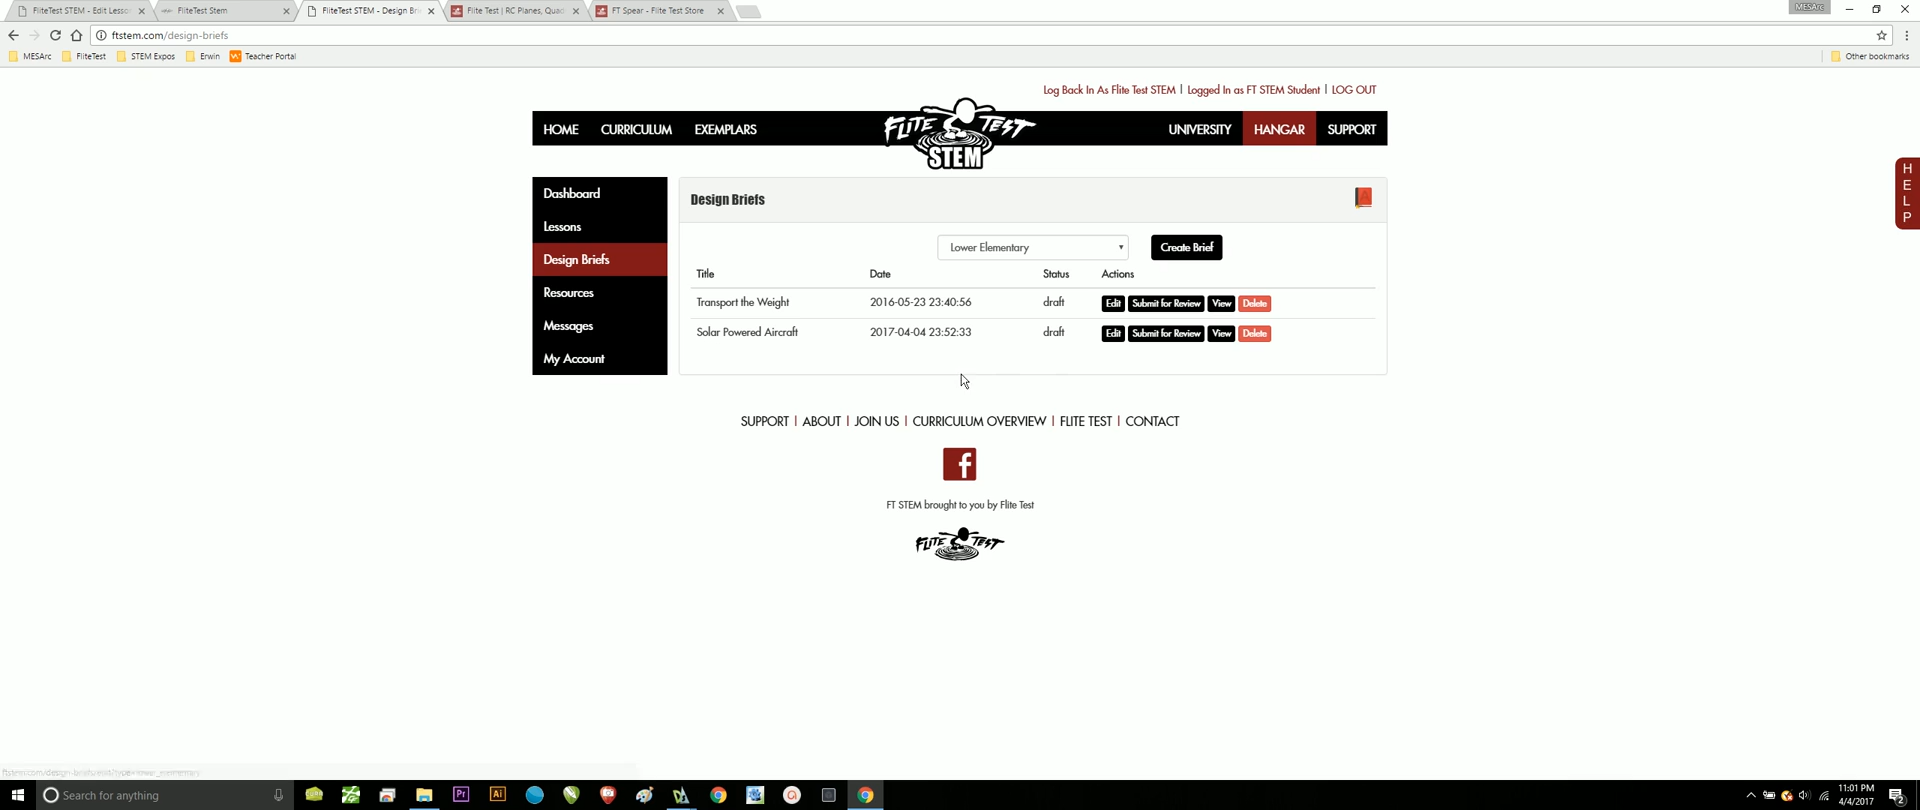 FliteTest STEM - Edit Lesso
FliteTest Stem
FliteTest STEM - Design Br
Flite Test | RC Planes, Quad
FT Spear - Flite Test Store
MESArc
ftstem.com/design-briefs
MESArc
FliteTest
STEM Expos
Erwin
Teacher Portal
Other bookmarks
Log Back In As Flite Test STEM | Logged In as FT STEM Student | LOG OUT
HOME
CURRICULUM
EXEMPLARS
FLITE TEST
STEM
UNIVERSITY
HANGAR
SUPPORT
HELP
Dashboard
Lessons
Design Briefs
Resources
Messages
My Account
Design Briefs
Lower Elementary
Create Brief
Title Date Status Actions
Transport the Weight 2016-05-23 23:40:56 draft Edit Submit for Review View Delete
Solar Powered Aircraft 2017-04-04 23:52:33 draft Edit Submit for Review View Delete
SUPPORT | ABOUT | JOIN US | CURRICULUM OVERVIEW | FLITE TEST | CONTACT
f
FT STEM brought to you by Flite Test
FLITE TEST
Search for anything
Pr
Ai
11:01 PM
4/4/2017
2